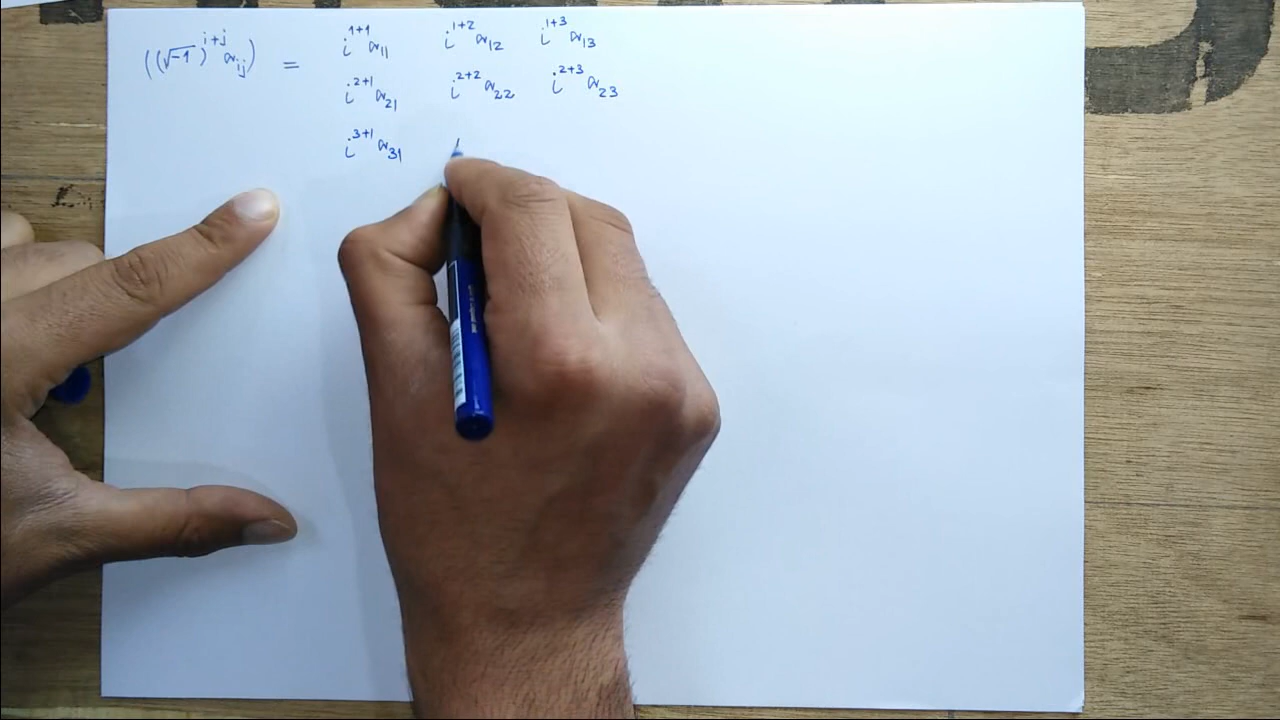 ((√-1)^{i+j} a_{ij}) = i^{1+1} a_{11} i^{1+2} a_{12} i^{1+3} a_{13}
i^{2+1} a_{21} i^{2+2} a_{22} i^{2+3} a_{23}
i^{3+1} a_{31}